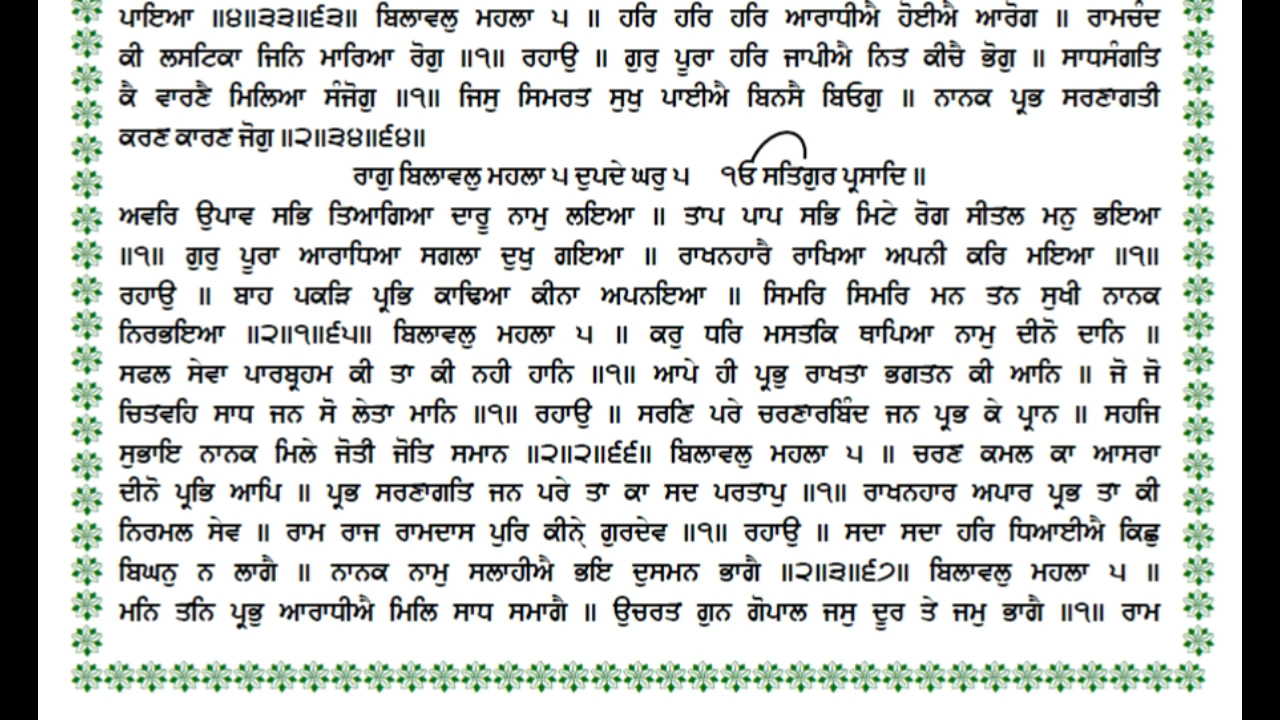 ਪਾਇਆ ॥੪॥੩੩॥੬੩॥ ਬਿਲਾਵਲੁ ਮਹਲਾ ੫ ॥ ਹਰਿ ਹਰਿ ਹਰਿ ਆਰਾਧੀਐ ਹੋਈਐ ਆਰੋਗ ॥ ਰਾਮਚੰਦ
ਕੀ ਲਸਟਿਕਾ ਜਿਨਿ ਮਾਰਿਆ ਰੋਗੁ ॥੧॥ ਰਹਾਉ ॥ ਗੁਰੁ ਪੂਰਾ ਹਰਿ ਜਾਪੀਐ ਨਿਤ ਕੀਚੈ ਭੋਗੁ ॥ ਸਾਧਸੰਗਤਿ
ਕੈ ਵਾਰਣੈ ਮਿਲਿਆ ਸੰਜੋਗੁ ॥੧॥ ਜਿਸੁ ਸਿਮਰਤ ਸੁਖੁ ਪਾਈਐ ਬਿਨਸੈ ਬਿਓਗੁ ॥ ਨਾਨਕ ਪ੍ਰਭ ਸਰਣਾਗਤੀ
ਕਰਣ ਕਾਰਣ ਜੋਗੁ ॥੨॥੩੪॥੬੪॥
ਰਾਗੁ ਬਿਲਾਵਲੁ ਮਹਲਾ ੫ ਦੁਪਦੇ ਘਰੁ ੫ ੴ ਸਤਿਗੁਰ ਪ੍ਰਸਾਦਿ ॥
ਅਵਰਿ ਉਪਾਵ ਸਭਿ ਤਿਆਗਿਆ ਦਾਰੂ ਨਾਮੁ ਲਇਆ ॥ ਤਾਪ ਪਾਪ ਸਭਿ ਮਿਟੇ ਰੋਗ ਸੀਤਲ ਮਨੁ ਭਇਆ
॥੧॥ ਗੁਰੁ ਪੂਰਾ ਆਰਾਧਿਆ ਸਗਲਾ ਦੁਖੁ ਗਇਆ ॥ ਰਾਖਨਹਾਰੈ ਰਾਖਿਆ ਅਪਨੀ ਕਰਿ ਮਇਆ ॥੧॥
ਰਹਾਉ ॥ ਬਾਹ ਪਕੜਿ ਪ੍ਰਭਿ ਕਾਢਿਆ ਕੀਨਾ ਅਪਨਇਆ ॥ ਸਿਮਰਿ ਸਿਮਰਿ ਮਨ ਤਨ ਸੁਖੀ ਨਾਨਕ
ਨਿਰਭਇਆ ॥੨॥੧॥੬੫॥ ਬਿਲਾਵਲੁ ਮਹਲਾ ੫ ॥ ਕਰੁ ਧਰਿ ਮਸਤਕਿ ਥਾਪਿਆ ਨਾਮੁ ਦੀਨੋ ਦਾਨਿ ॥
ਸਫਲ ਸੇਵਾ ਪਾਰਬ੍ਰਹਮ ਕੀ ਤਾ ਕੀ ਨਹੀ ਹਾਨਿ ॥੧॥ ਆਪੇ ਹੀ ਪ੍ਰਭੁ ਰਾਖਤਾ ਭਗਤਨ ਕੀ ਆਨਿ ॥ ਜੋ ਜੋ
ਚਿਤਵਹਿ ਸਾਧ ਜਨ ਸੋ ਲੇਤਾ ਮਾਨਿ ॥੧॥ ਰਹਾਉ ॥ ਸਰਣਿ ਪਰੇ ਚਰਣਾਰਬਿੰਦ ਜਨ ਪ੍ਰਭ ਕੇ ਪ੍ਰਾਨ ॥ ਸਹਜਿ
ਸੁਭਾਇ ਨਾਨਕ ਮਿਲੇ ਜੋਤੀ ਜੋਤਿ ਸਮਾਨ ॥੨॥੨॥੬੬॥ ਬਿਲਾਵਲੁ ਮਹਲਾ ੫ ॥ ਚਰਣ ਕਮਲ ਕਾ ਆਸਰਾ
ਦੀਨੋ ਪ੍ਰਭਿ ਆਪਿ ॥ ਪ੍ਰਭ ਸਰਣਾਗਤਿ ਜਨ ਪਰੇ ਤਾ ਕਾ ਸਦ ਪਰਤਾਪੁ ॥੧॥ ਰਾਖਨਹਾਰ ਅਪਾਰ ਪ੍ਰਭ ਤਾ ਕੀ
ਨਿਰਮਲ ਸੇਵ ॥ ਰਾਮ ਰਾਜ ਰਾਮਦਾਸ ਪੁਰਿ ਕੀਨ੍ਹੇ ਗੁਰਦੇਵ ॥੧॥ ਰਹਾਉ ॥ ਸਦਾ ਸਦਾ ਹਰਿ ਧਿਆਈਐ ਕਿਛੁ
ਬਿਘਨੁ ਨ ਲਾਗੈ ॥ ਨਾਨਕ ਨਾਮੁ ਸਲਾਹੀਐ ਭਇ ਦੁਸਮਨ ਭਾਗੈ ॥੨॥੩॥੬੭॥ ਬਿਲਾਵਲੁ ਮਹਲਾ ੫ ॥
ਮਨਿ ਤਨਿ ਪ੍ਰਭੁ ਆਰਾਧੀਐ ਮਿਲਿ ਸਾਧ ਸਮਾਗੈ ॥ ਉਚਰਤ ਗੁਨ ਗੋਪਾਲ ਜਸੁ ਦੂਰ ਤੇ ਜਮੁ ਭਾਗੈ ॥੧॥ ਰਾਮ